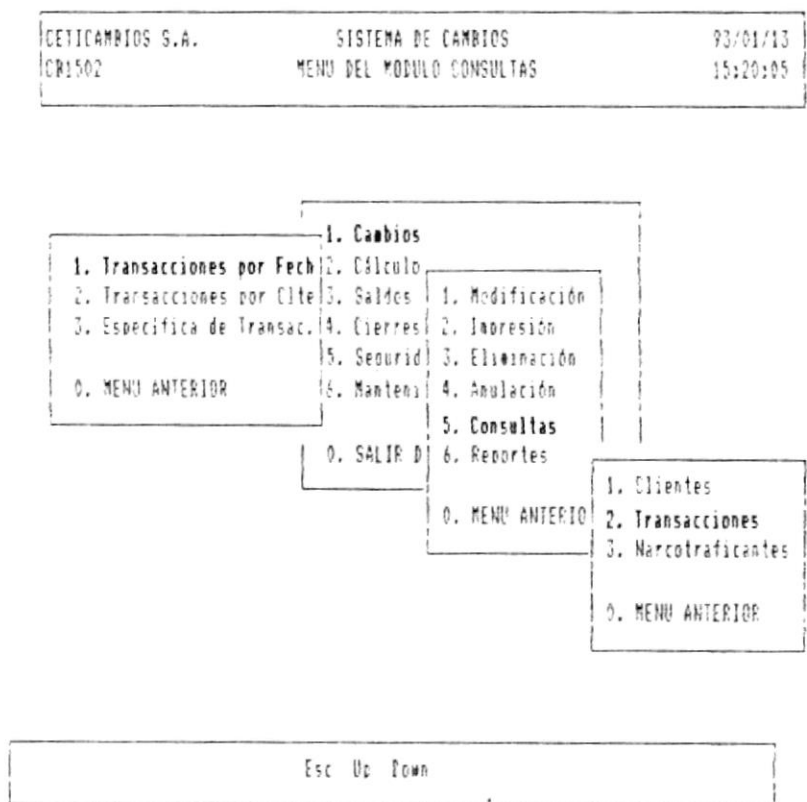 CETICAMBIOS S.A. SISTEMA DE CAMBIOS 93/01/13
CR1502 MENU DEL MODULO CONSULTAS 15:20:05
1. Cambios
2. Cálculo
3. Saldos
4. Cierres
5. Segurid
6. Manteni
0. SALIR D
1. Transacciones por Fech
2. Transacciones por Clte
3. Específica de Transac.
0. MENU ANTERIOR
1. Modificación
2. Impresión
3. Eliminación
4. Anulación
5. Consultas
6. Reportes
0. MENU ANTERIO
1. Clientes
2. Transacciones
3. Narcotraficantes
0. MENU ANTERIOR
Esc Up Down